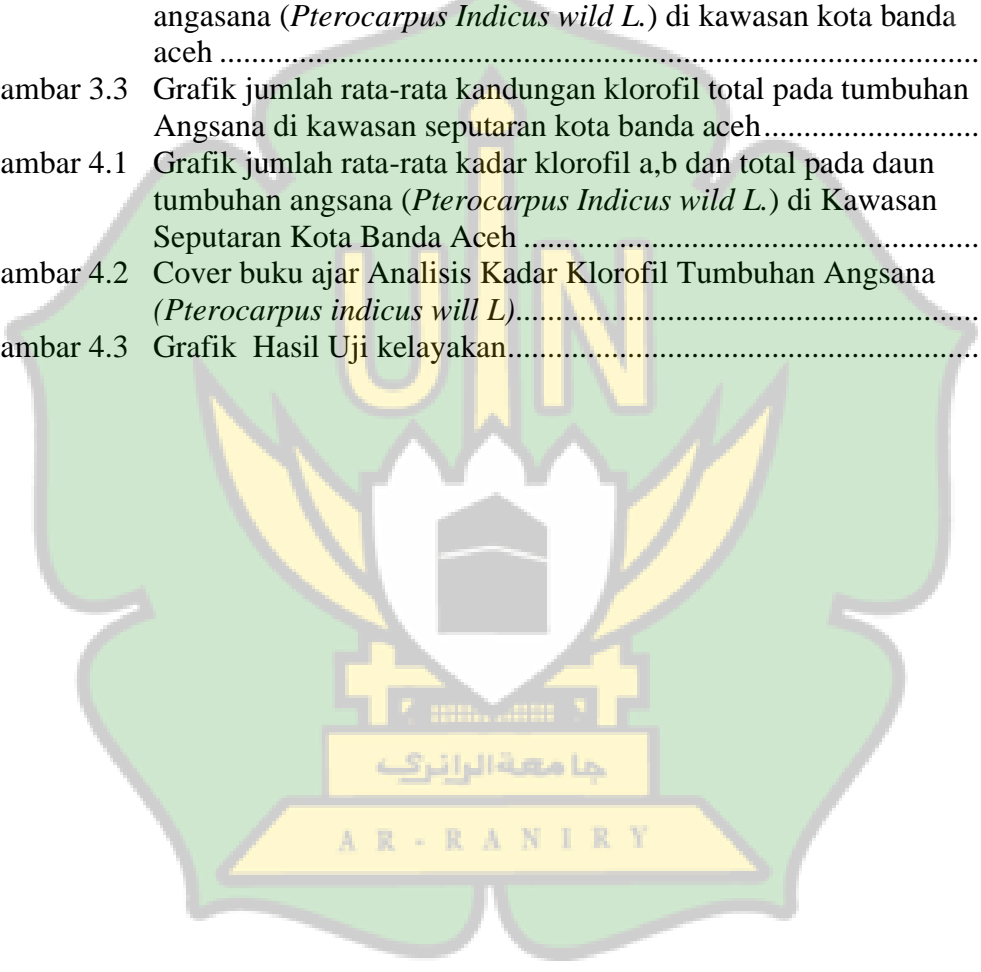 angasana (Pterocarpus Indicus wild L.) di kawasan kota banda
aceh ...............................................................................................
ambar 3.3 Grafik jumlah rata-rata kandungan klorofil total pada tumbuhan
Angsana di kawasan seputaran kota banda aceh...........................
ambar 4.1 Grafik jumlah rata-rata kadar klorofil a,b dan total pada daun
tumbuhan angsana (Pterocarpus Indicus wild L.) di Kawasan
Seputaran Kota Banda Aceh .........................................................
ambar 4.2 Cover buku ajar Analisis Kadar Klorofil Tumbuhan Angsana
(Pterocarpus indicus will L)..........................................................
ambar 4.3 Grafik Hasil Uji kelayakan...........................................................
UIN
جامعة الرانري
AR-RANIRY